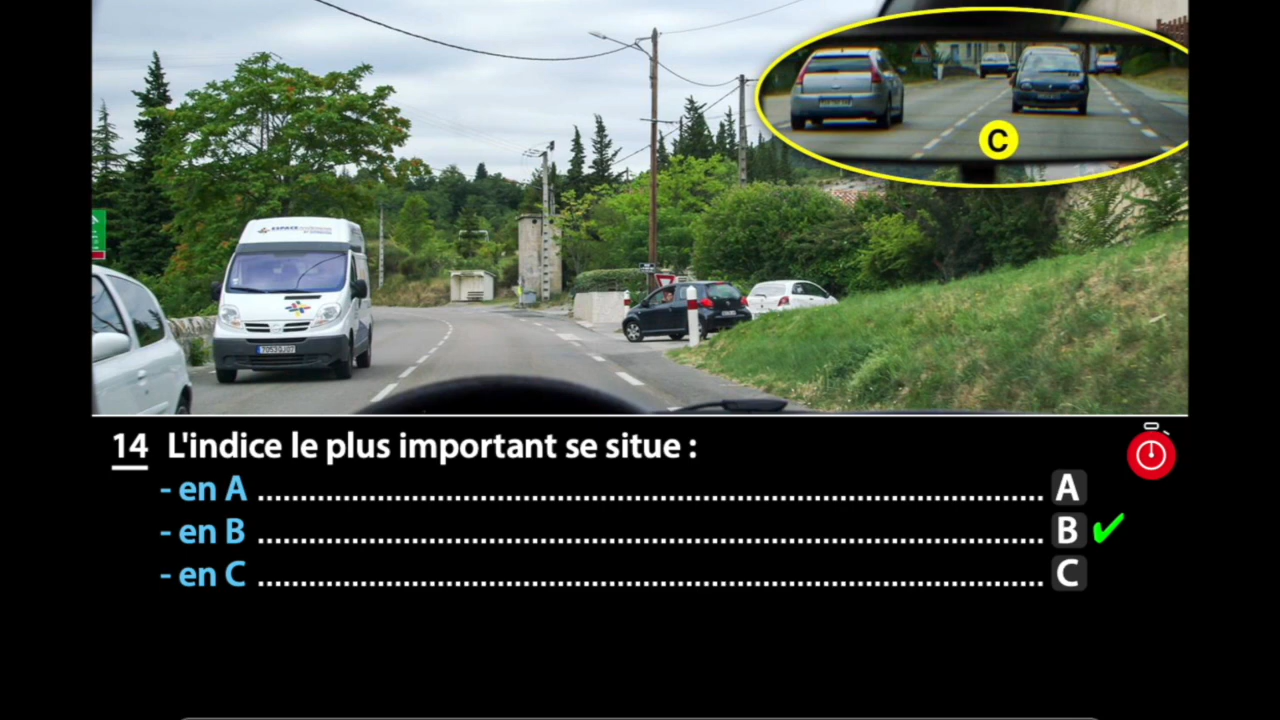 C
14 L'indice le plus important se situe :
- en A ........ A
- en B ........ B
- en C ........ C